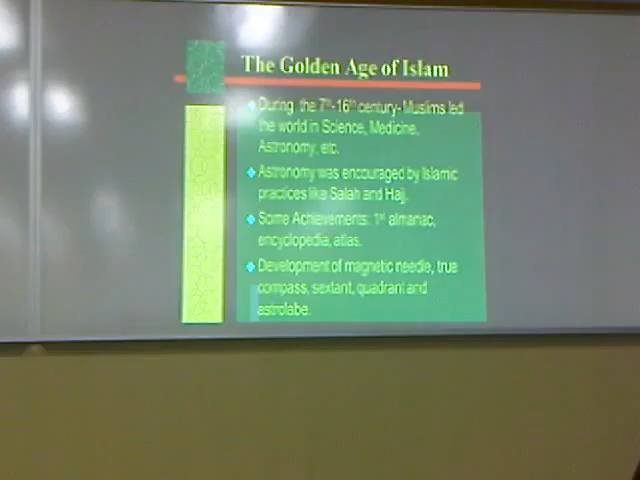 The Golden Age of Islam
During the 7th-16th century- Muslims led
the world in Science, Medicine,
Astronomy, etc.
Astronomy was encouraged by Islamic
practices like Salah and Hajj.
Some Achievements: 1st almanac,
encyclopedia, atlas.
Development of magnetic needle, true
compass, sextant, quadrant and
astrolabe.